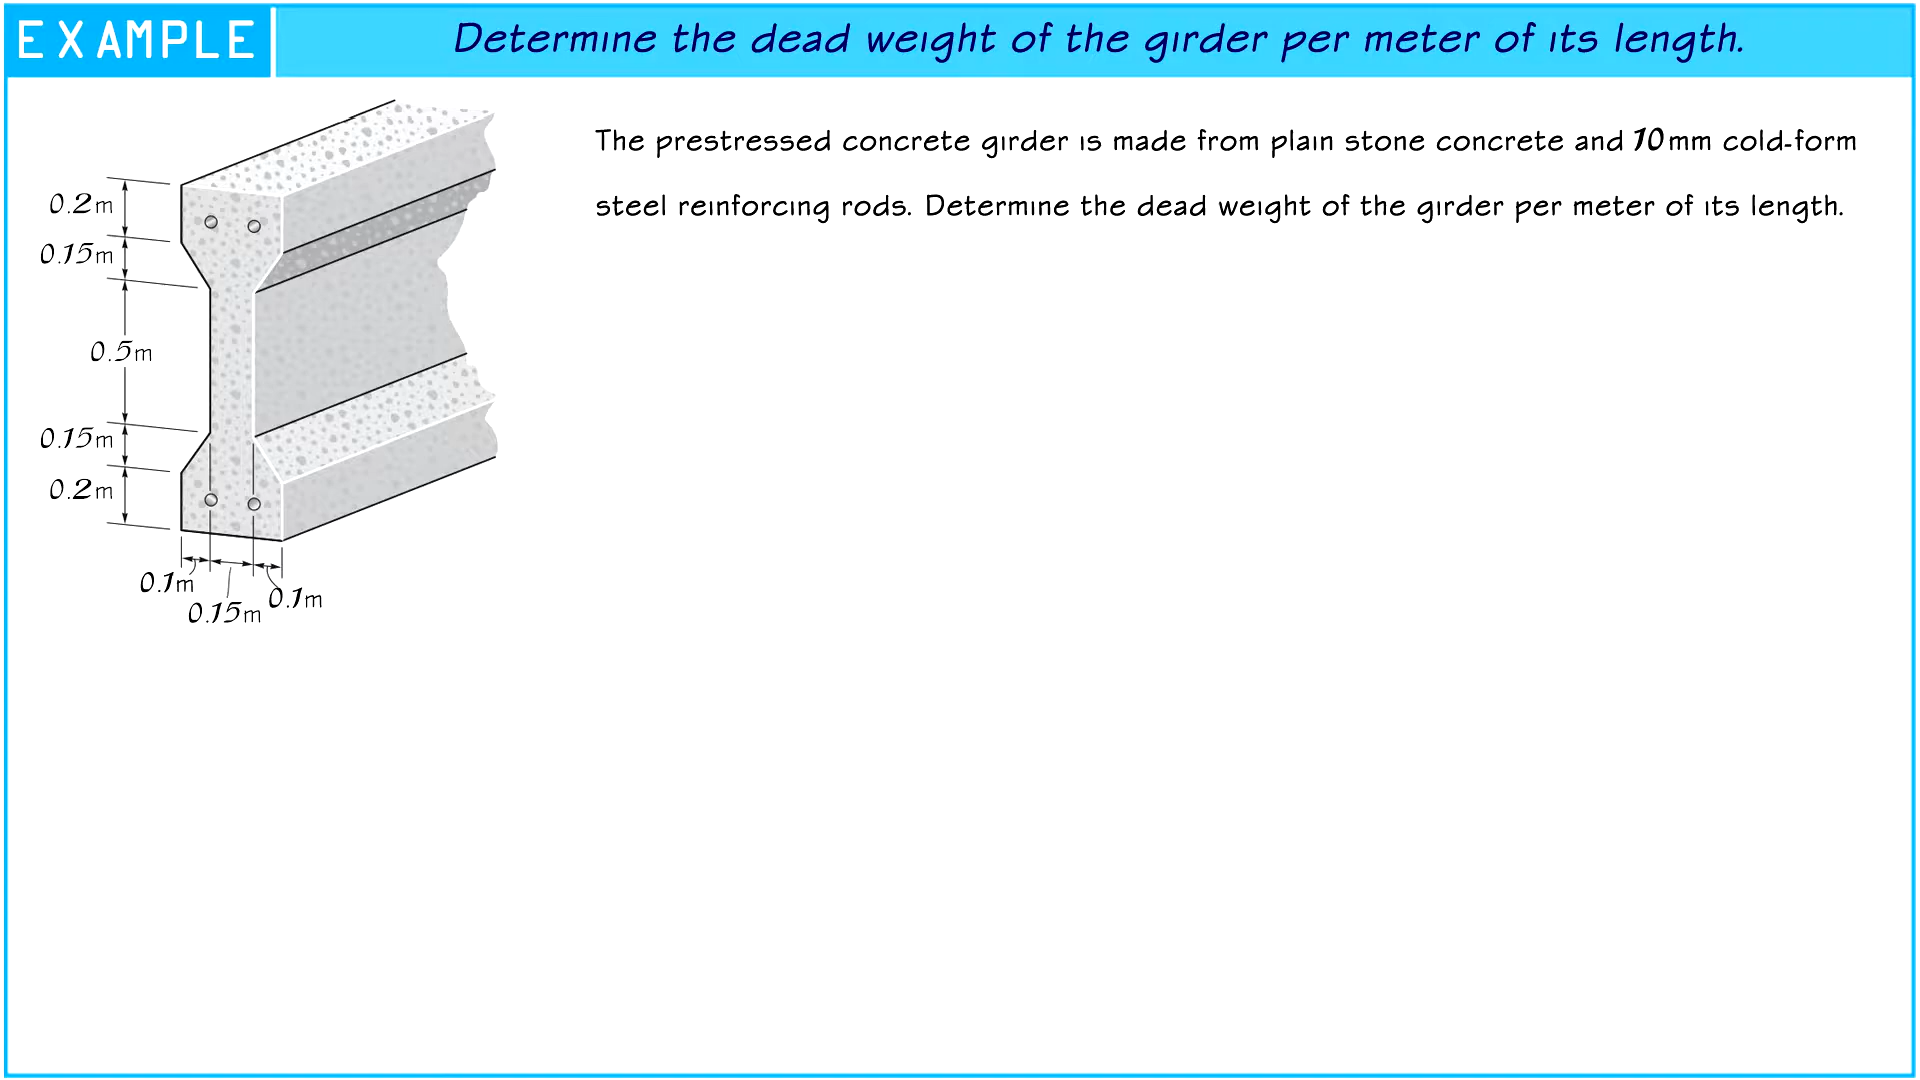 EXAMPLE
Determine the dead weight of the girder per meter of its length.
The prestressed concrete girder is made from plain stone concrete and 10mm cold-form
steel reinforcing rods. Determine the dead weight of the girder per meter of its length.
0.2m
0.15m
0.5m
0.15m
0.2m
0.1m
0.15m
0.1m